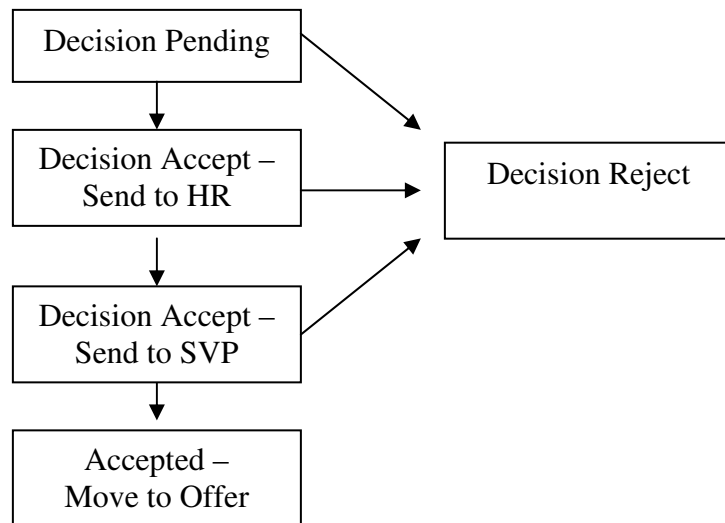 Decision Pending
Decision Accept –
Send to HR
Decision Reject
Decision Accept –
Send to SVP
Accepted –
Move to Offer